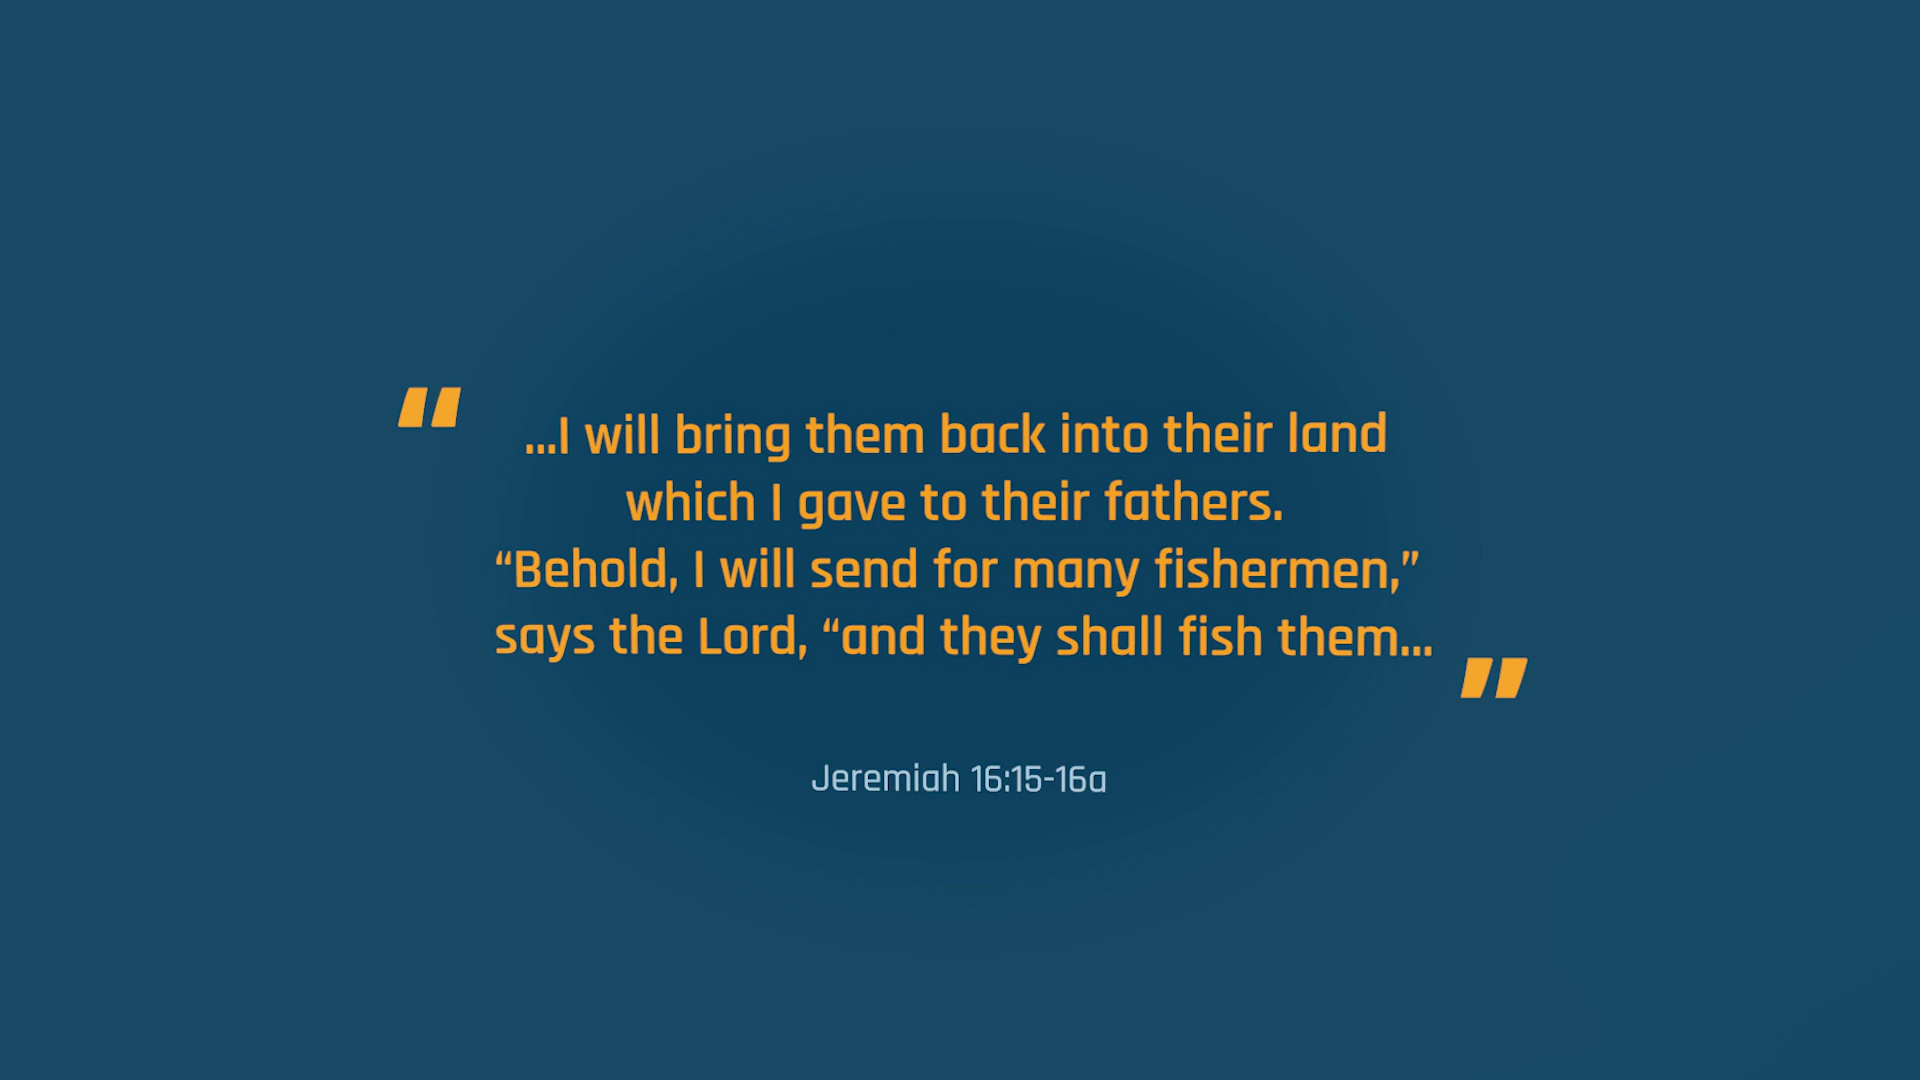 “
...I will bring them back into their land
which I gave to their fathers.
“Behold, I will send for many fishermen,”
says the Lord, “and they shall fish them...
”
Jeremiah 16:15-16a